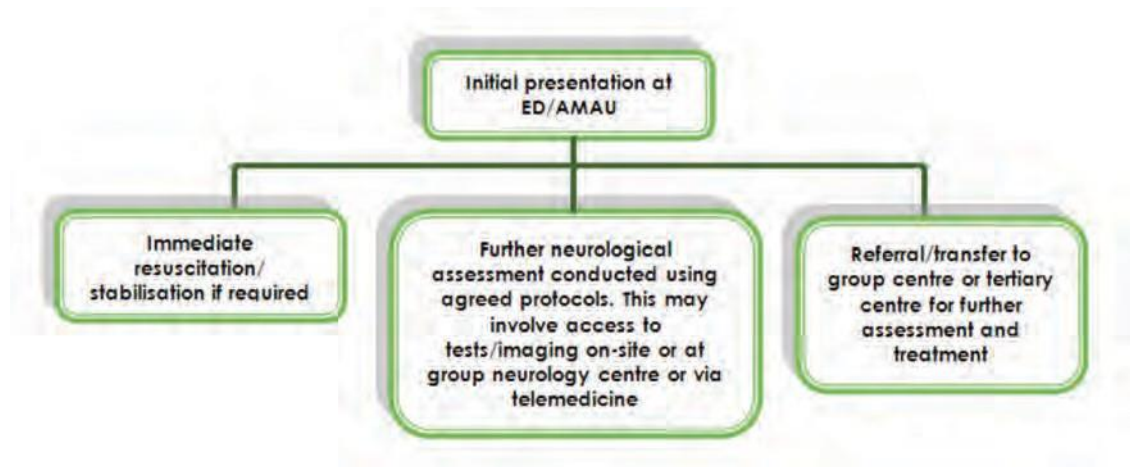 Initial presentation at
ED/AMAU
Immediate
resuscitation/
stabilisation if required
Further neurological
assessment conducted using
agreed protocols. This may
involve access to
tests/imaging on-site or at
group neurology centre or via
telemedicine
Referral/transfer to
group centre or tertiary
centre for further
assessment and
treatment